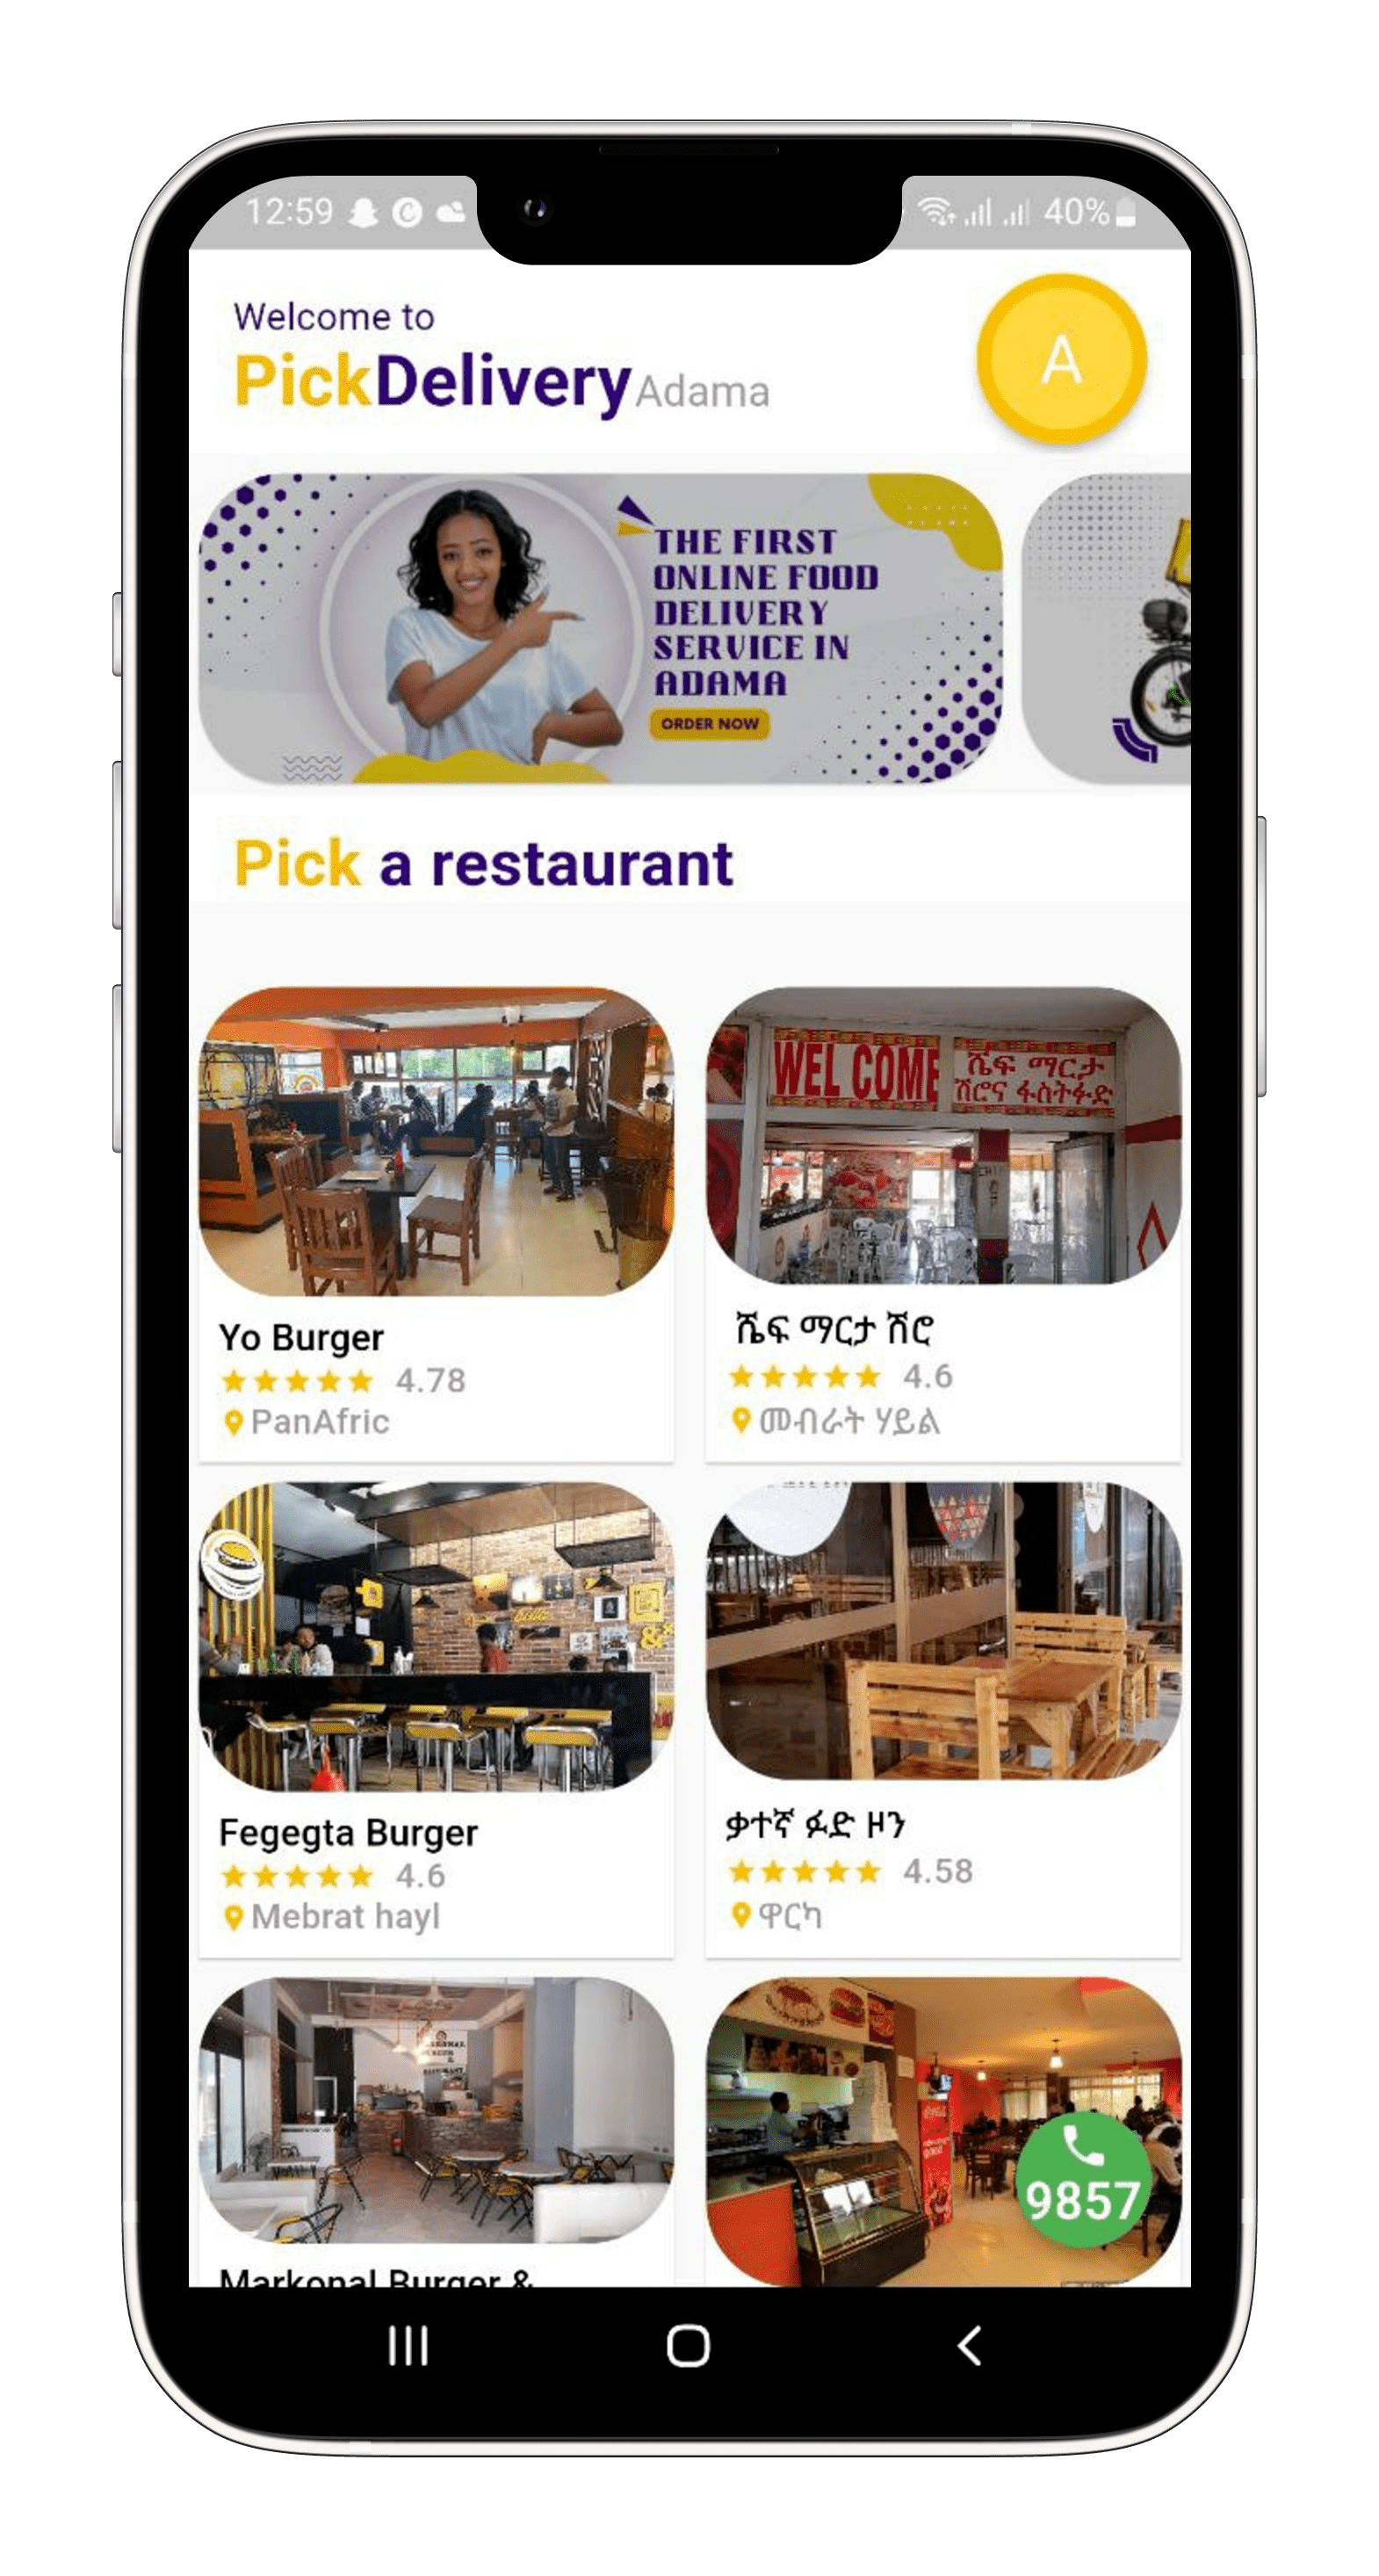 12:59
40%
Welcome to
PickDelivery Adama
A
THE FIRST
ONLINE FOOD
DELIVERY
SERVICE IN
ADAMA
ORDER NOW
Pick a restaurant
WEL COME
ሼፍ ማርታ
ሽሮና ፋስትፉድ
Yo Burger
4.78
PanAfric
ሼፍ ማርታ ሽሮ
4.6
መብራት ሃይል
Fegegta Burger
4.6
Mebrat hayl
ቃተኛ ፉድ ዞን
4.58
ዋርካ
Markonal Burger &
9857